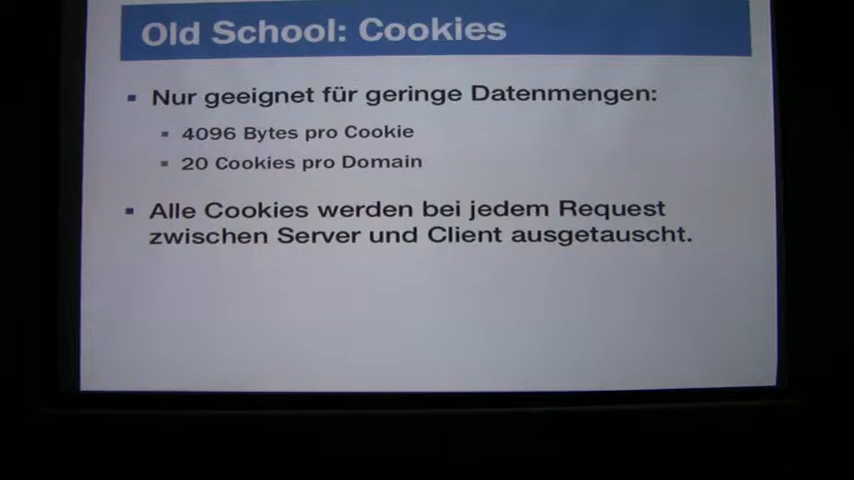 Old School: Cookies
Nur geeignet für geringe Datenmengen:
4096 Bytes pro Cookie
20 Cookies pro Domain
Alle Cookies werden bei jedem Request
zwischen Server und Client ausgetauscht.